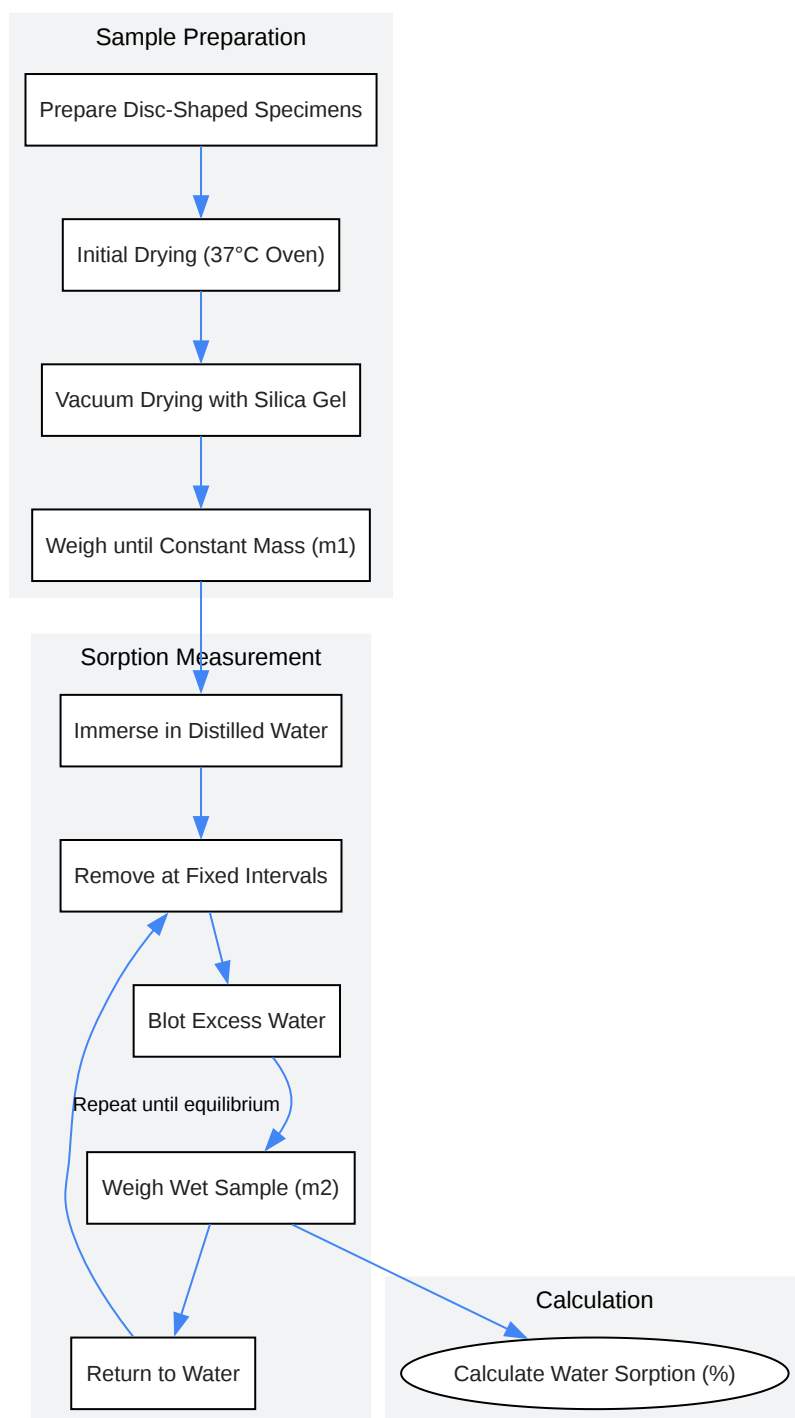 Sample Preparation
Prepare Disc-Shaped Specimens
Initial Drying (37°C Oven)
Vacuum Drying with Silica Gel
Weigh until Constant Mass (m1)
Sorption Measurement
Immerse in Distilled Water
Remove at Fixed Intervals
Blot Excess Water
Repeat until equilibrium
Weigh Wet Sample (m2)
Return to Water
Calculation
Calculate Water Sorption (%)